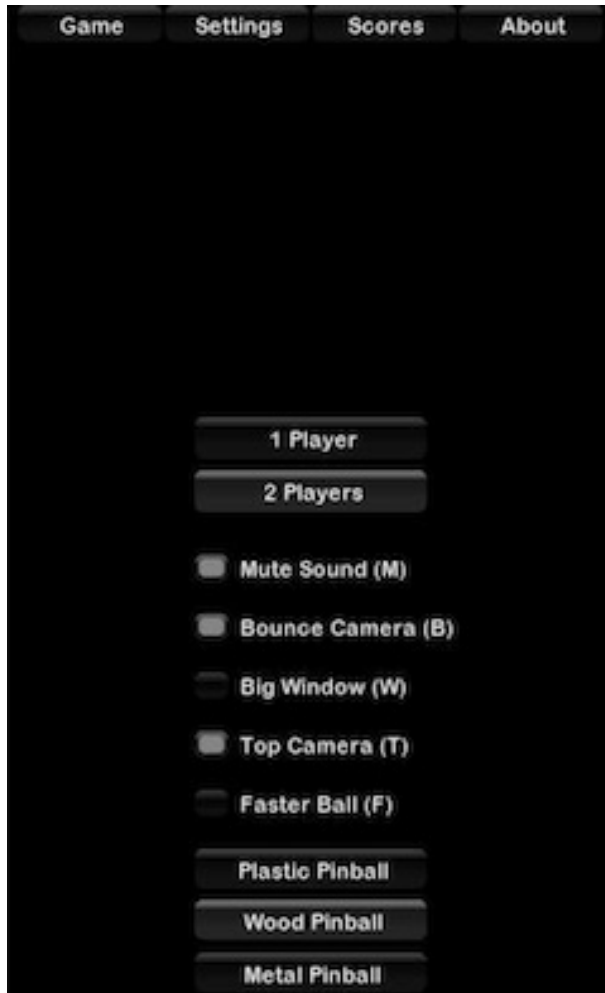 Game Settings Scores About
1 Player
2 Players
Mute Sound (M)
Bounce Camera (B)
Big Window (W)
Top Camera (T)
Faster Ball (F)
Plastic Pinball
Wood Pinball
Metal Pinball